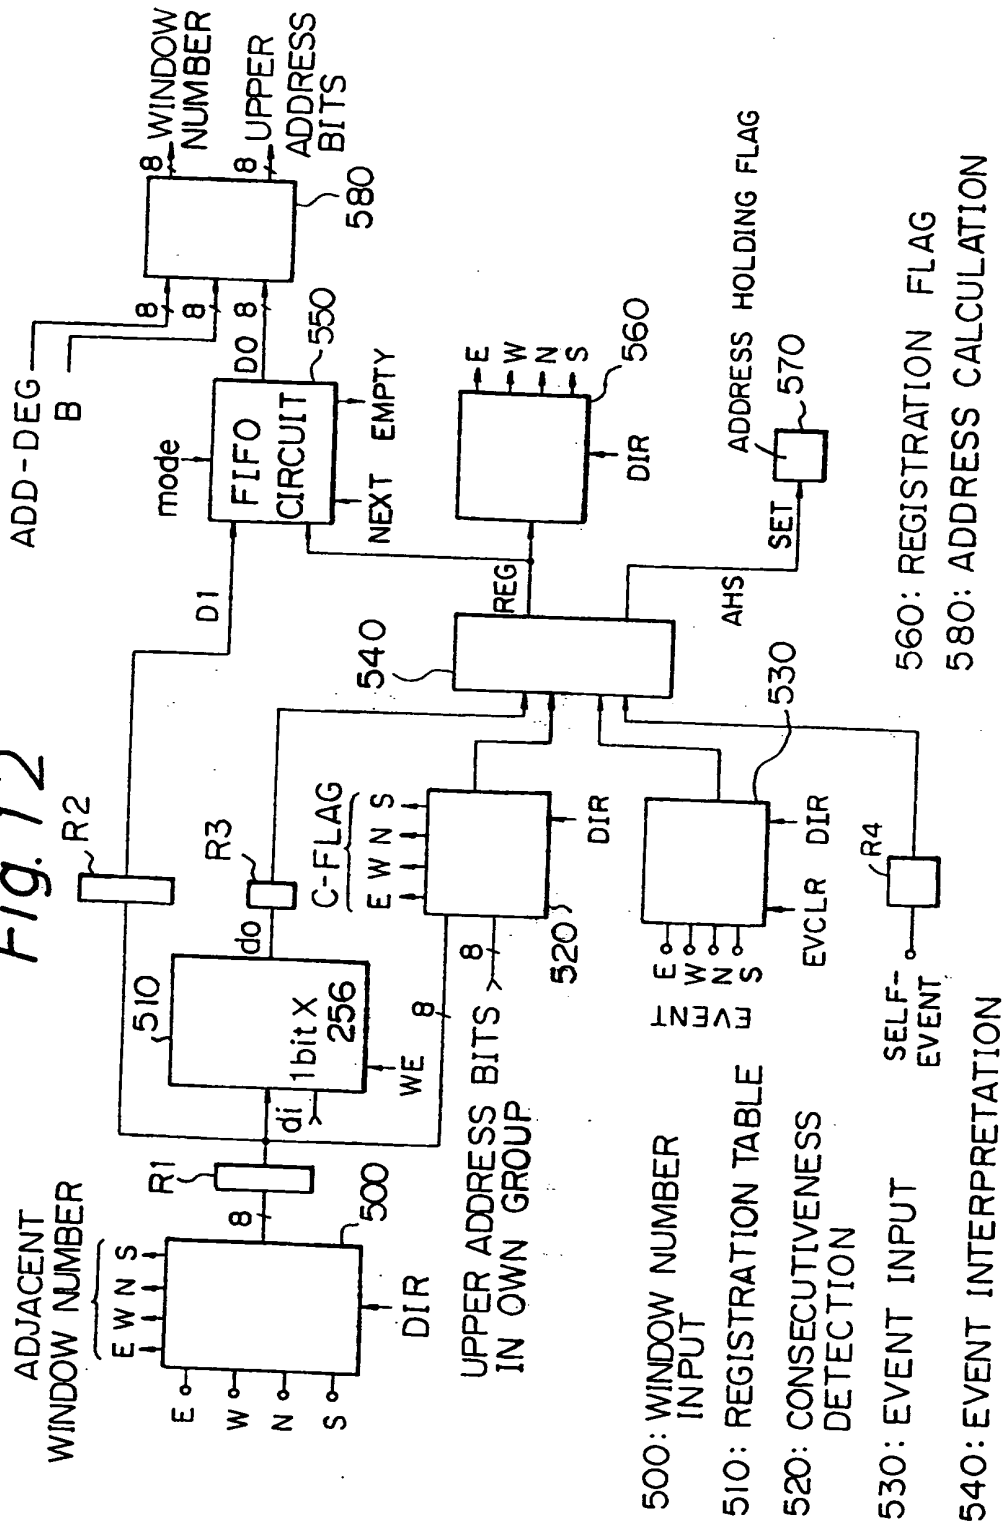 Fig. 12
ADJACENT
WINDOW NUMBER
E W N S
E
W
N
S
DIR
500
8
R1
R2
510
di
1bit X
256
WE
do
R3
8
UPPER ADDRESS BITS
IN OWN GROUP
8
C-FLAG
E W N S
520
DIR
EVENT
E
W
N
S
EVCLR
DIR
530
SELF-
EVENT
R4
540
REG
AHS
SET
ADDRESS HOLDING FLAG
570
DI
mode
FIFO
CIRCUIT
550
NEXT
EMPTY
DO
8
8
8
ADD-DEG
B
580
8
WINDOW
NUMBER
8
UPPER
ADDRESS
BITS
E
W
N
S
560
DIR
500: WINDOW NUMBER
INPUT
510: REGISTRATION TABLE
520: CONSECUTIVENESS
DETECTION
530: EVENT INPUT
540: EVENT INTERPRETATION
560: REGISTRATION FLAG
580: ADDRESS CALCULATION